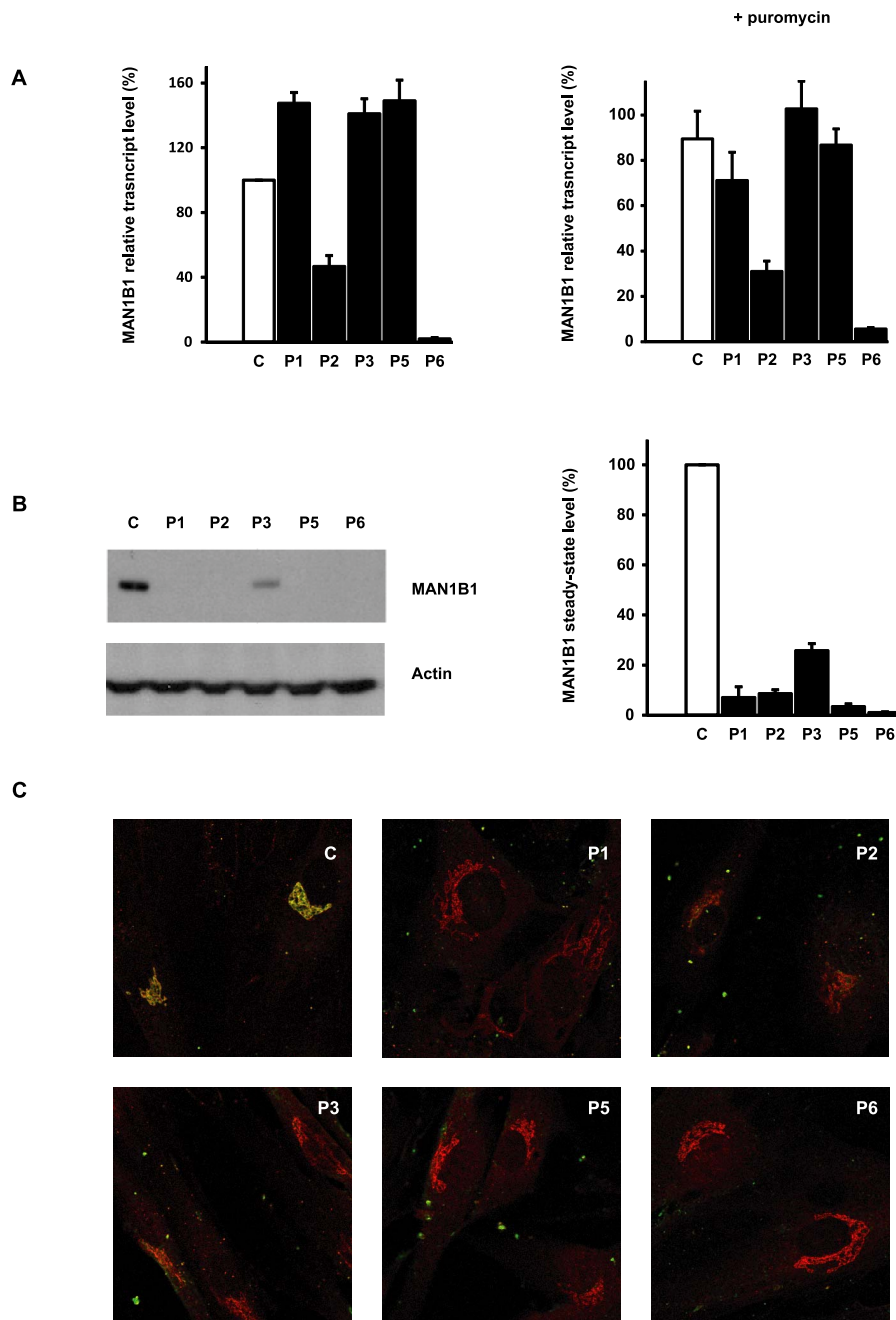 + puromycin
A
MAN1B1 relative trasncript level (%)
160
120
80
40
0
C P1 P2 P3 P5 P6
MAN1B1 relative trasncript level (%)
100
80
60
40
20
0
C P1 P2 P3 P5 P6
B
C P1 P2 P3 P5 P6
MAN1B1
Actin
MAN1B1 steady-state level (%)
100
80
60
40
20
0
C P1 P2 P3 P5 P6
C
C
P1
P2
P3
P5
P6